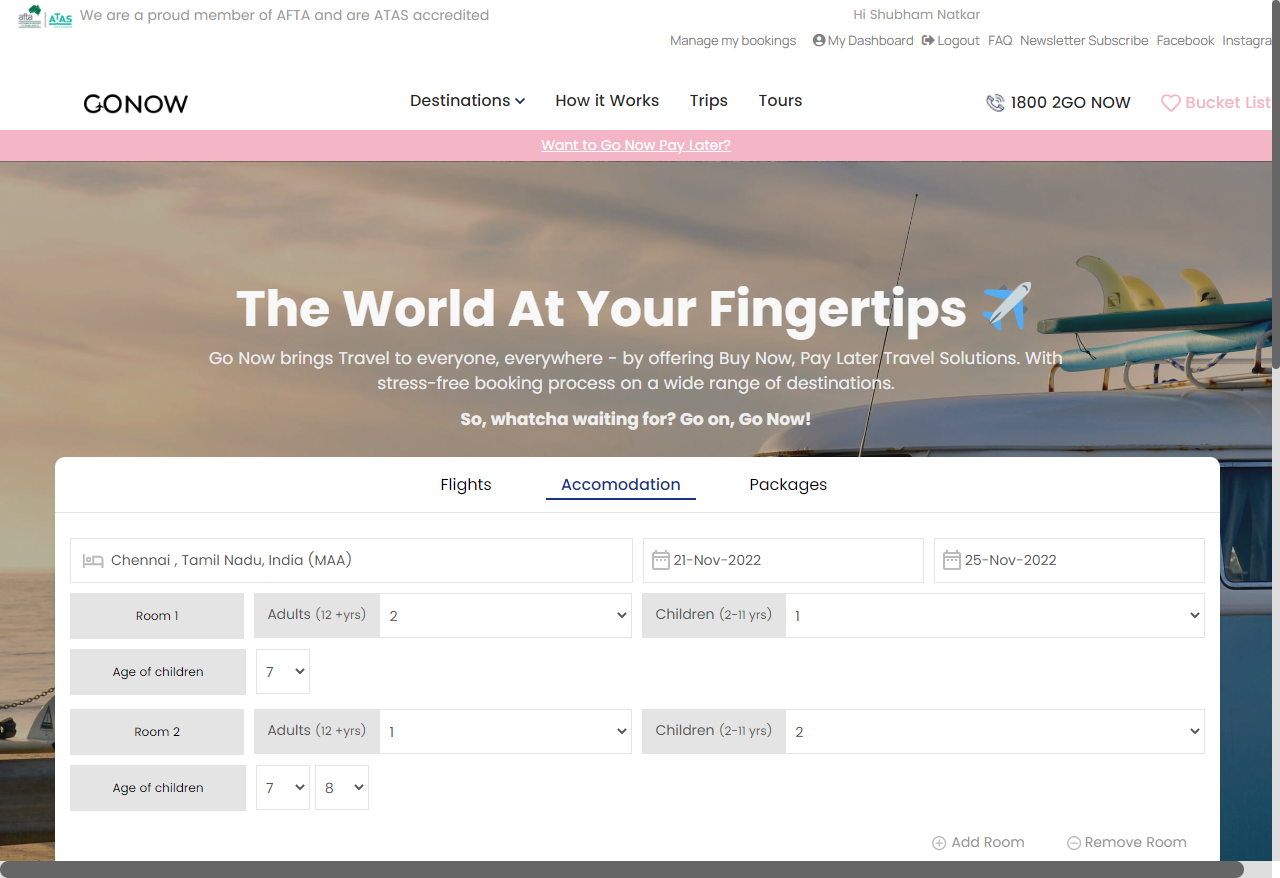 afta ATAS We are a proud member of AFTA and are ATAS accredited
Hi Shubham Natkar
Manage my bookings My Dashboard Logout FAQ Newsletter Subscribe Facebook Instagra
GONOW
Destinations How it Works Trips Tours
1800 2GO NOW
Bucket List
Want to Go Now Pay Later?
The World At Your Fingertips ✈️
Go Now brings Travel to everyone, everywhere - by offering Buy Now, Pay Later Travel Solutions. With
stress-free booking process on a wide range of destinations.
So, whatcha waiting for? Go on, Go Now!
Flights Accomodation Packages
Chennai , Tamil Nadu, India (MAA) 21-Nov-2022 25-Nov-2022
Room 1 Adults (12 +yrs) 2 Children (2-11 yrs) 1
Age of children 7
Room 2 Adults (12 +yrs) 1 Children (2-11 yrs) 2
Age of children 7 8
Add Room Remove Room